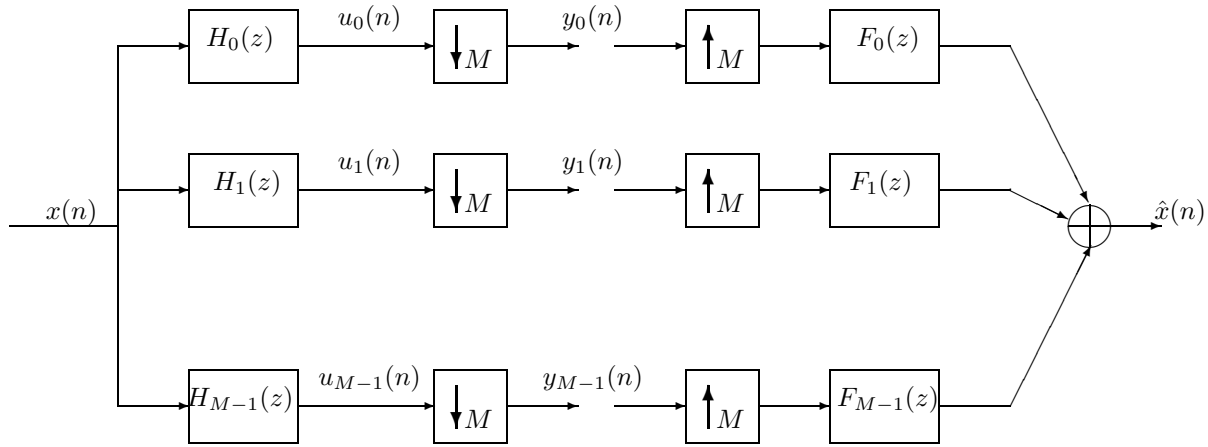 H_0(z) u_0(n) ↓M y_0(n) ↑M F_0(z)
H_1(z) u_1(n) ↓M y_1(n) ↑M F_1(z)
x(n) x̂(n)
H_{M−1}(z) u_{M−1}(n) ↓M y_{M−1}(n) ↑M F_{M−1}(z)